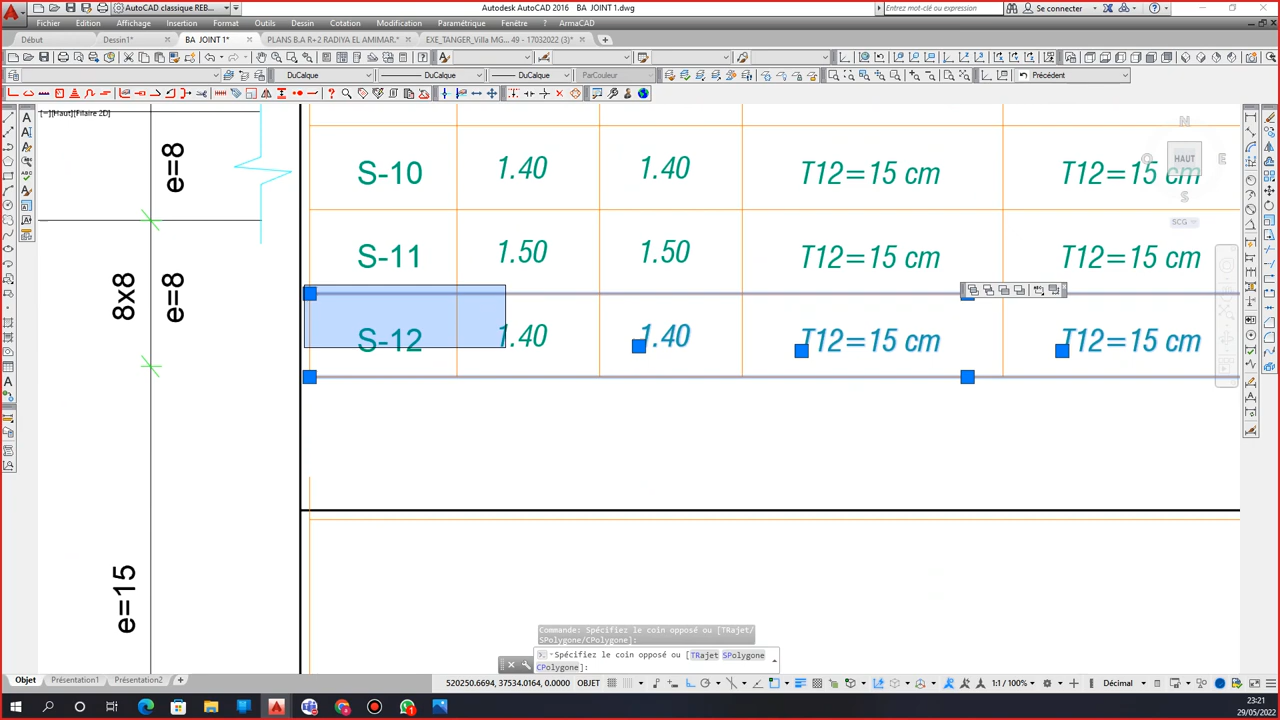 AutoCAD classique REB...
Autodesk AutoCAD 2016   BA  JOINT 1.dwg
Entrez mot-clé ou expression
Se connecter
Fichier Edition Affichage Insertion Format Outils Dessin Cotation Modification Paramétrique Fenêtre ? ArmaCAD
Début
Dessin1*
BA  JOINT 1*
PLANS B.A R+2 RADIYA EL AMIMAR.*
EXE_TANGER_Villa MG... 49 - 17032022 (3)*
DuCalque
DuCalque
DuCalque
ParCouleur
Précédent
[−][Haut][Filaire 2D]
N
O
HAUT
E
S
SCG
e=8
8x8
e=8
e=15
S-10 1.40 1.40 T12=15 cm T12=15 cm
S-11 1.50 1.50 T12=15 cm T12=15 cm
S-12 1.40 1.40 T12=15 cm T12=15 cm
Commande: Spécifiez le coin opposé ou [TRajet/
SPolygone/CPolygone]:
Spécifiez le coin opposé ou [TRajet SPolygone
CPolygone]:
Objet Présentation1 Présentation2 +
520250.6694, 37534.0164, 0.0000 OBJET
1:1 / 100%
Décimal
23:21
29/05/2022